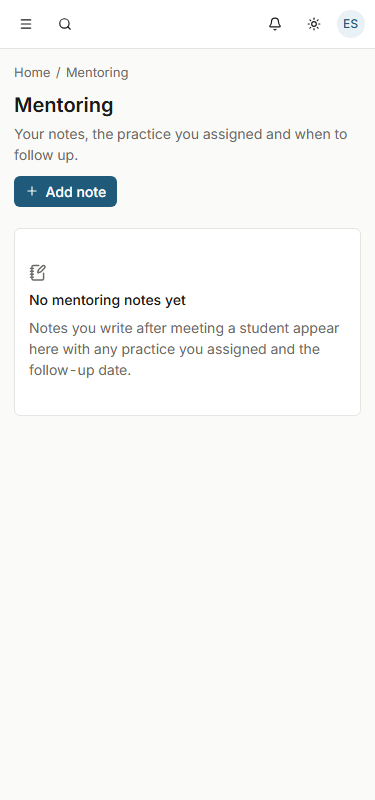 ES
Home / Mentoring
Mentoring
Your notes, the practice you assigned and when to
follow up.
Add note
No mentoring notes yet
Notes you write after meeting a student appear
here with any practice you assigned and the
follow-up date.